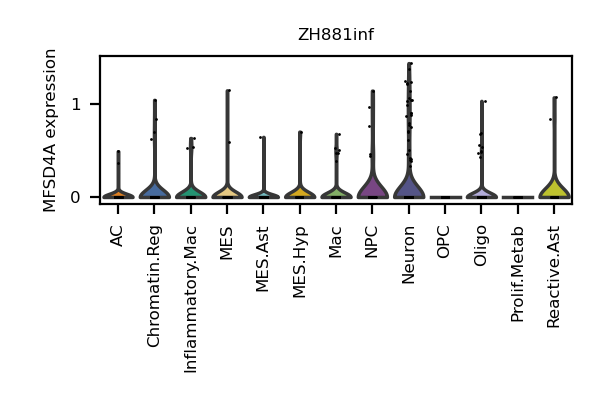 ZH881inf
MFSD4A expression
1
0
AC
Chromatin.Reg
Inflammatory.Mac
MES
MES.Ast
MES.Hyp
Mac
NPC
Neuron
OPC
Oligo
Prolif.Metab
Reactive.Ast